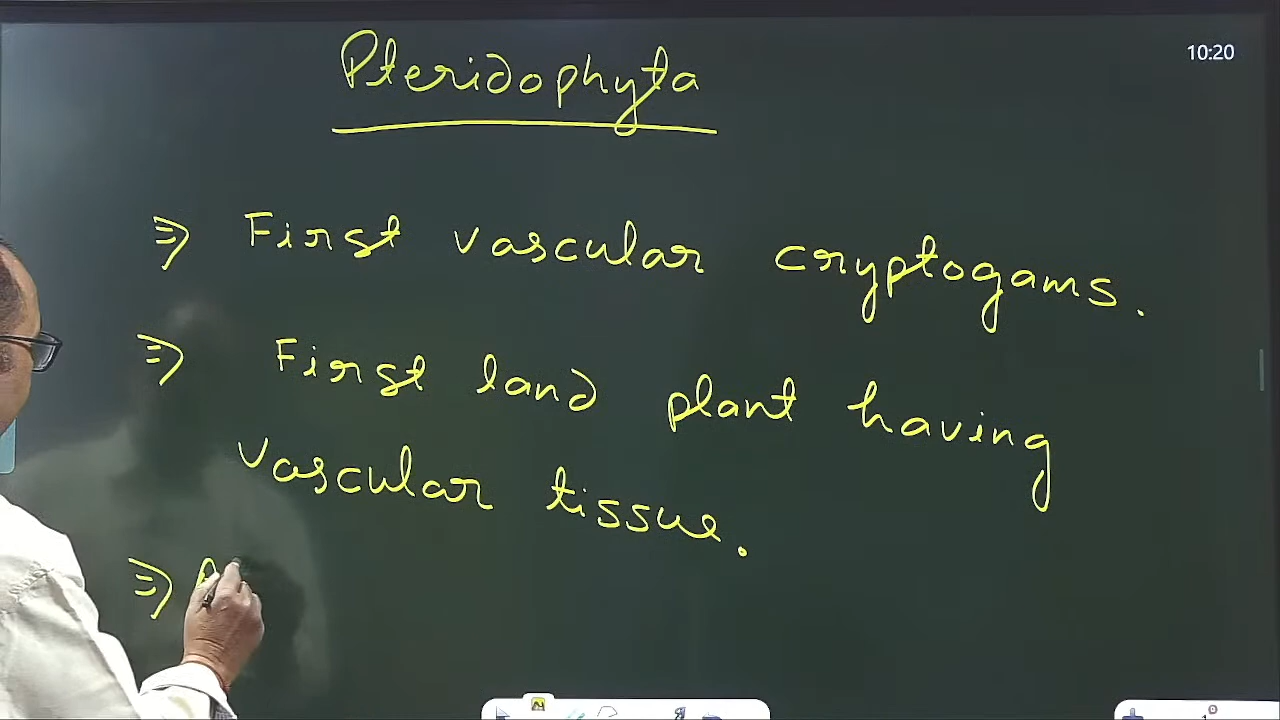 Pteridophyta
10:20
⇒ First vascular cryptogams.
⇒ First land plant having
vascular tissue.
⇒